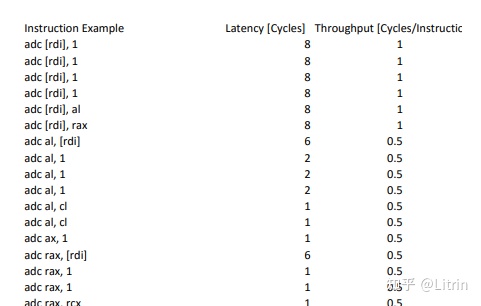 Instruction Example Latency [Cycles] Throughput [Cycles/Instructic
adc [rdi], 1 8 1
adc [rdi], 1 8 1
adc [rdi], 1 8 1
adc [rdi], 1 8 1
adc [rdi], al 8 1
adc [rdi], rax 8 1
adc al, [rdi] 6 0.5
adc al, 1 2 0.5
adc al, 1 2 0.5
adc al, 1 2 0.5
adc al, cl 1 0.5
adc al, cl 1 0.5
adc ax, 1 1 0.5
adc rax, [rdi] 6 0.5
adc rax, 1 1 0.5
adc rax, 1 1 0.5
adc rax, rcx 1 0.5
知乎 @Litrin